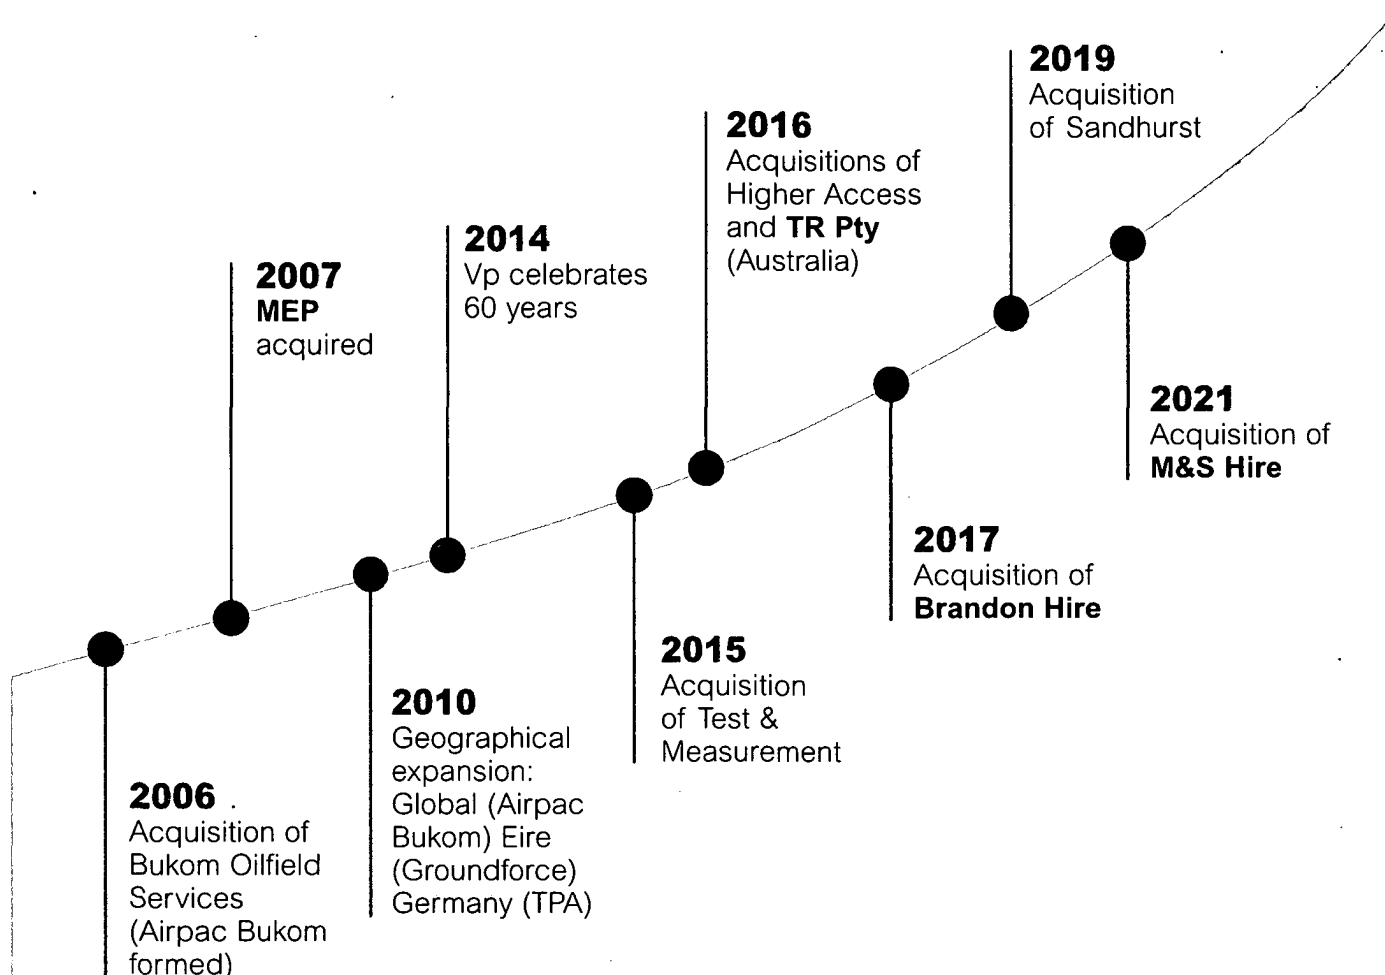 2019
Acquisition
of Sandhurst
2016
Acquisitions of
Higher Access
and TR Pty
(Australia)
2014
Vp celebrates
60 years
2007
MEP
acquired
2021
Acquisition of
M&S Hire
2017
Acquisition of
Brandon Hire
2015
Acquisition
of Test &
Measurement
2010
Geographical
expansion:
Global (Airpac
Bukom) Eire
(Groundforce)
Germany (TPA)
2006
Acquisition of
Bukom Oilfield
Services
(Airpac Bukom
formed)